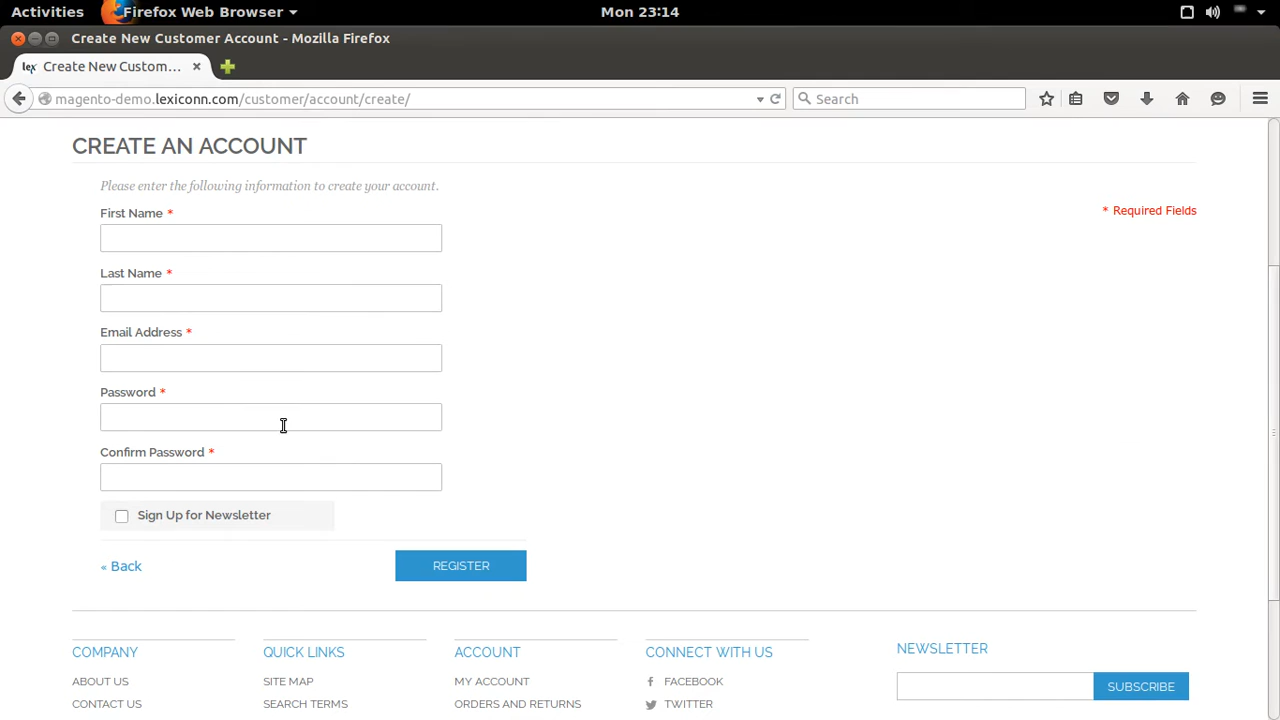 Activities
Firefox Web Browser
Mon 23:14
Create New Customer Account - Mozilla Firefox
lex Create New Custom...
magento-demo.lexiconn.com/customer/account/create/
Search
CREATE AN ACCOUNT
Please enter the following information to create your account.
* Required Fields
First Name *
Last Name *
Email Address *
Password *
Confirm Password *
Sign Up for Newsletter
« Back
REGISTER
COMPANY
ABOUT US
CONTACT US
QUICK LINKS
SITE MAP
SEARCH TERMS
ACCOUNT
MY ACCOUNT
ORDERS AND RETURNS
CONNECT WITH US
FACEBOOK
TWITTER
NEWSLETTER
SUBSCRIBE